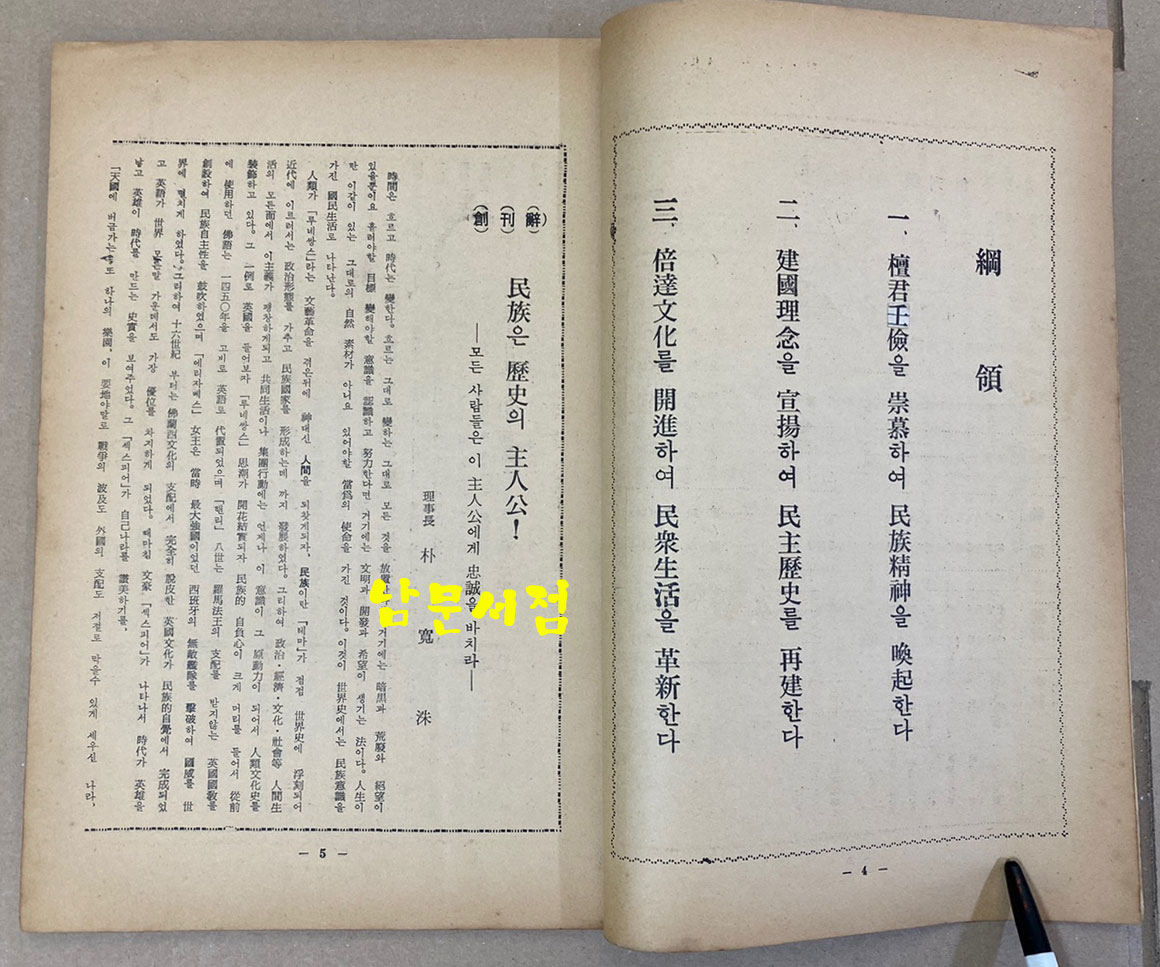 綱領
一、檀君王儉을 崇慕하여 民族精神을 喚起한다
二、建國理念을 宣揚하여 民主歷史를 再建한다
三、倍達文化를 開進하여 民衆生活을 革新한다
— 4 —
(創)(刊)(辭)
民族은 歷史의 主人公!
—모든 사람들은 이 主人公에게 忠誠을 바치라—
理事長 朴寬洙
時間은 흐르고 時代는 變한다. 흐르는 그대로 變하는 그대로 모든 것을 放置 거기에는 暗黑과 荒廢와 絕望이
있을뿐이요 흘러야할 目標 變해야할 意識을 認識하고 努力한다면 거기에는 文明과 開發과 希望이 생기는 法이다. 人生이
란 이같이 있는 그대로의 自然 素材가 아니요 있어야할 當爲의 使命을 가진 것이다. 이것이 世界史에서는 民族意識을
가진 國民生活로 나타난다.
人類가 「루네쌍스」라는 文藝革命을 겪은뒤에 神대신 人間을 되찾게되자, 民族이란 「테마」가 점점 世界史에 浮刻되어
近代에 이르러서는 政治形態를 가추고 民族國家를 形成하는데 까지 發展하였다. 그리하여 政治·經濟·文化·社會等 人間生
活의 모든面에서 이主義가 팽창하게되고 共同生活이나 集團行動에는 언제나 이 意識이 그 原動力이 되어서 人類文化史를
裝飾하고 있다. 그 一例로 英國을 들어보자 「루네쌍스」 思潮가 開花結實되자 民族的 自負心이 크게 머리를 들어서 從前
에 使用하던 佛語는 一四五〇年을 고비로 英語로 代置되었으며 「핸리」 八世는 羅馬法王의 支配를 받지않는 英國國敎를
創設하여 民族自主性을 鼓吹하였으며 「에리자베스」 女王은 當時 最大强國이었던 西班牙의 無敵艦隊를 擊破하여 國威를 世
界에 떨치게 하였다. 그리하여 十六世紀 부터는 佛蘭西文化의 支配에서 完全히 脫皮한 英國文化가 民族的自覺에서 完成되었
고 英語가 世界 모든말 가운데서도 가장 優位를 차지하게 되었다. 때마침 文豪 「섹스피어」가 나타나서 時代가 英雄을
낳고 英雄이 時代를 만드는 史實을 보여주었다. 그 「섹스피어」가 自己나라를 讚美하기를,
「天國에 버금가는 또 하나의 樂園, 이 要地야말로 戰爭의 波及도 外國의 支配도 저절로 막을수 있게 세우신 나라,
— 5 —
남문서점